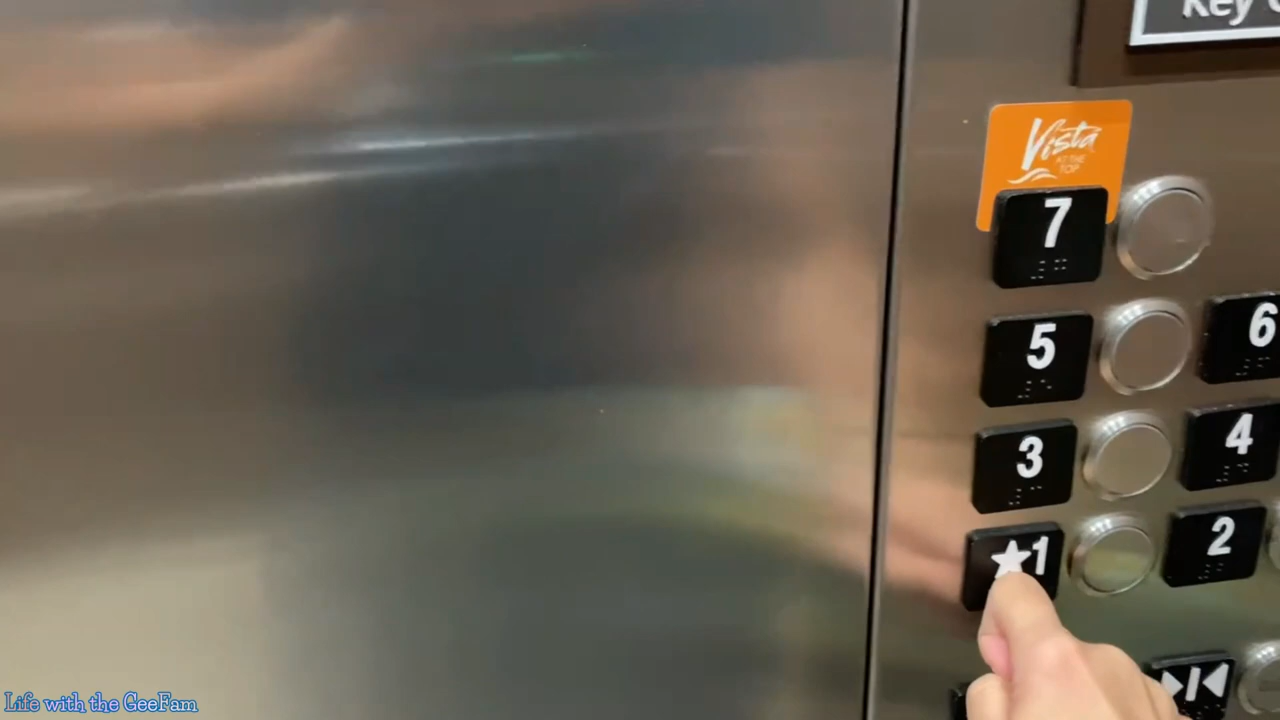 Key
Vista
AT THE
TOP
7
5
6
3
4
★1
2
Life with the GeeFam